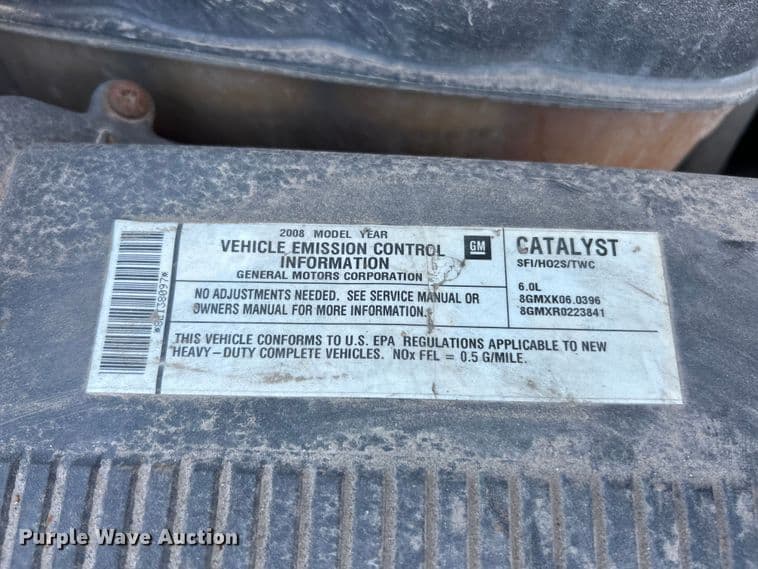 2008 MODEL YEAR
VEHICLE EMISSION CONTROL
INFORMATION
GENERAL MOTORS CORPORATION
GM
CATALYST
SFI/HO2S/TWC
6.0L
8GMXK06.0396
8GMXR0223841
NO ADJUSTMENTS NEEDED. SEE SERVICE MANUAL OR
OWNERS MANUAL FOR MORE INFORMATION.
THIS VEHICLE CONFORMS TO U.S. EPA REGULATIONS APPLICABLE TO NEW
HEAVY-DUTY COMPLETE VEHICLES. NOx FEL = 0.5 G/MILE.
Purple Wave Auction